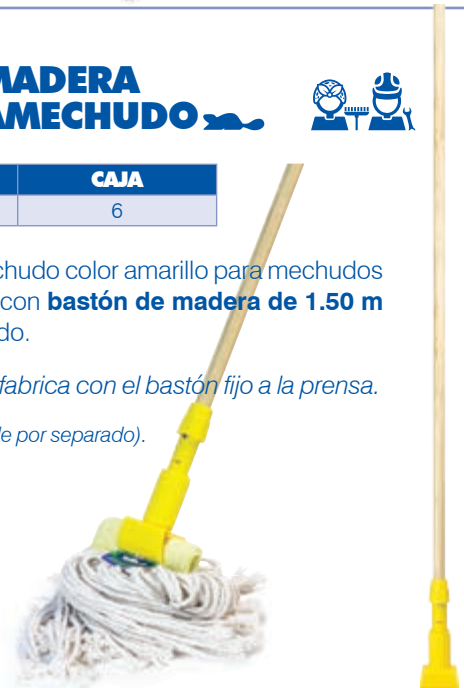 MADERA
AMECHUDO
CAJA
6
chudo color amarillo para mechudos
con bastón de madera de 1.50 m
do.
fabrica con el bastón fijo a la prensa.
de por separado).